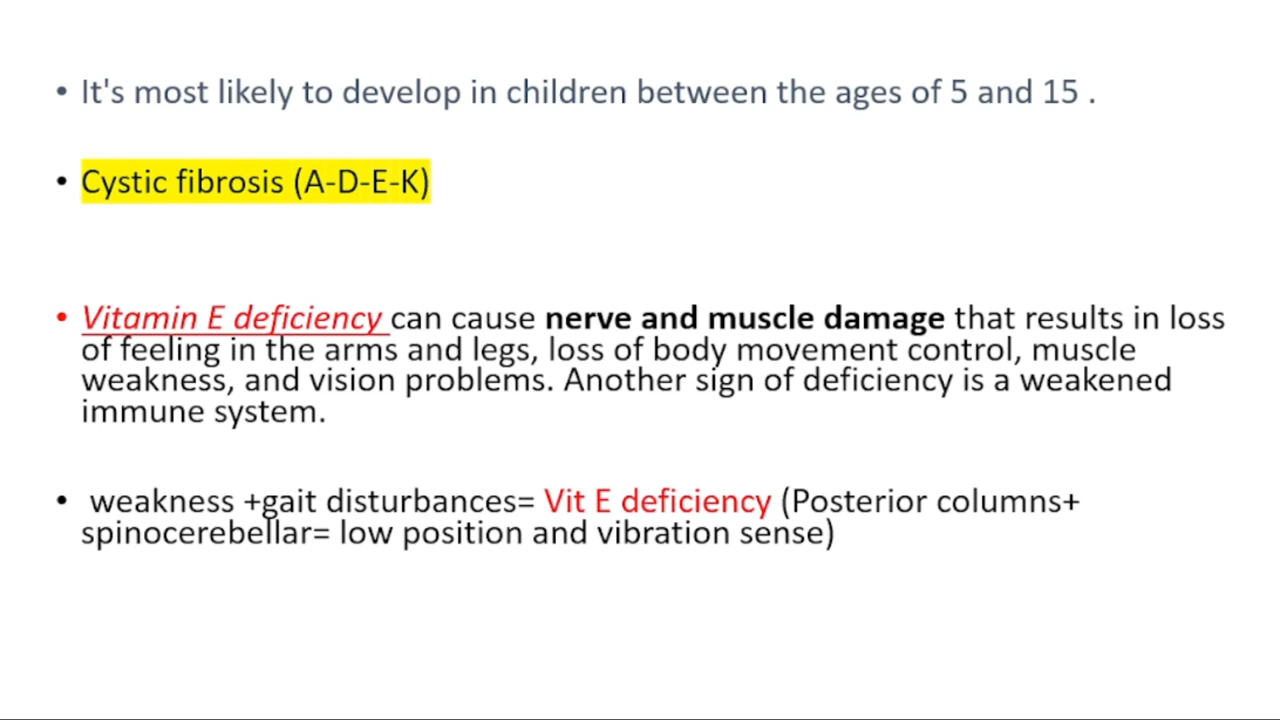 • It's most likely to develop in children between the ages of 5 and 15 .
• Cystic fibrosis (A-D-E-K)
• Vitamin E deficiency can cause nerve and muscle damage that results in loss
of feeling in the arms and legs, loss of body movement control, muscle
weakness, and vision problems. Another sign of deficiency is a weakened
immune system.
• weakness +gait disturbances= Vit E deficiency (Posterior columns+
spinocerebellar= low position and vibration sense)